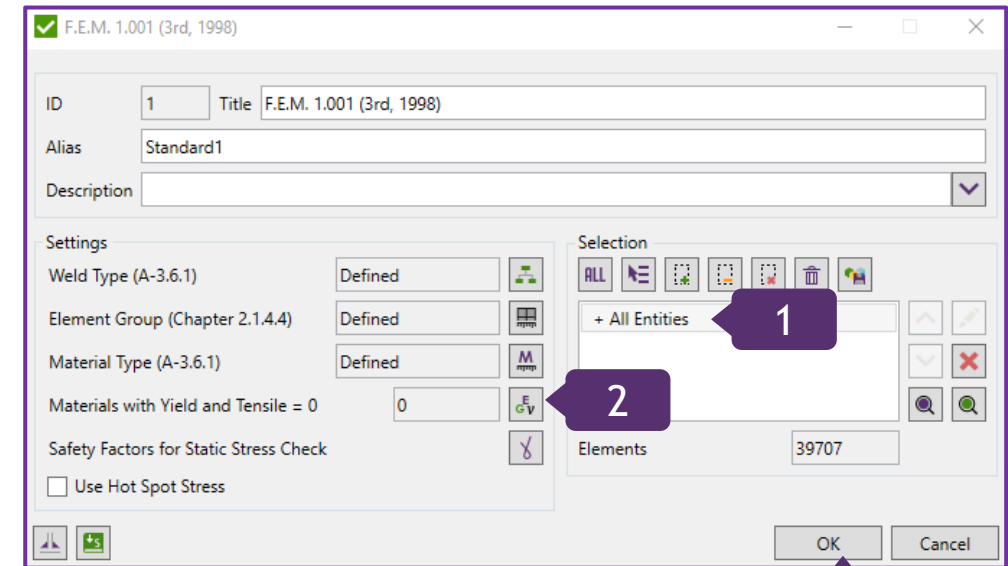 F.E.M. 1.001 (3rd, 1998)
ID 1 Title F.E.M. 1.001 (3rd, 1998)
Alias Standard1
Description
Settings
Weld Type (A-3.6.1) Defined
Element Group (Chapter 2.1.4.4) Defined
Material Type (A-3.6.1) Defined M
Materials with Yield and Tensile = 0 0 E G v 2
Safety Factors for Static Stress Check γ
Use Hot Spot Stress
Selection
ALL
+ All Entities 1
Elements 39707
S
OK Cancel